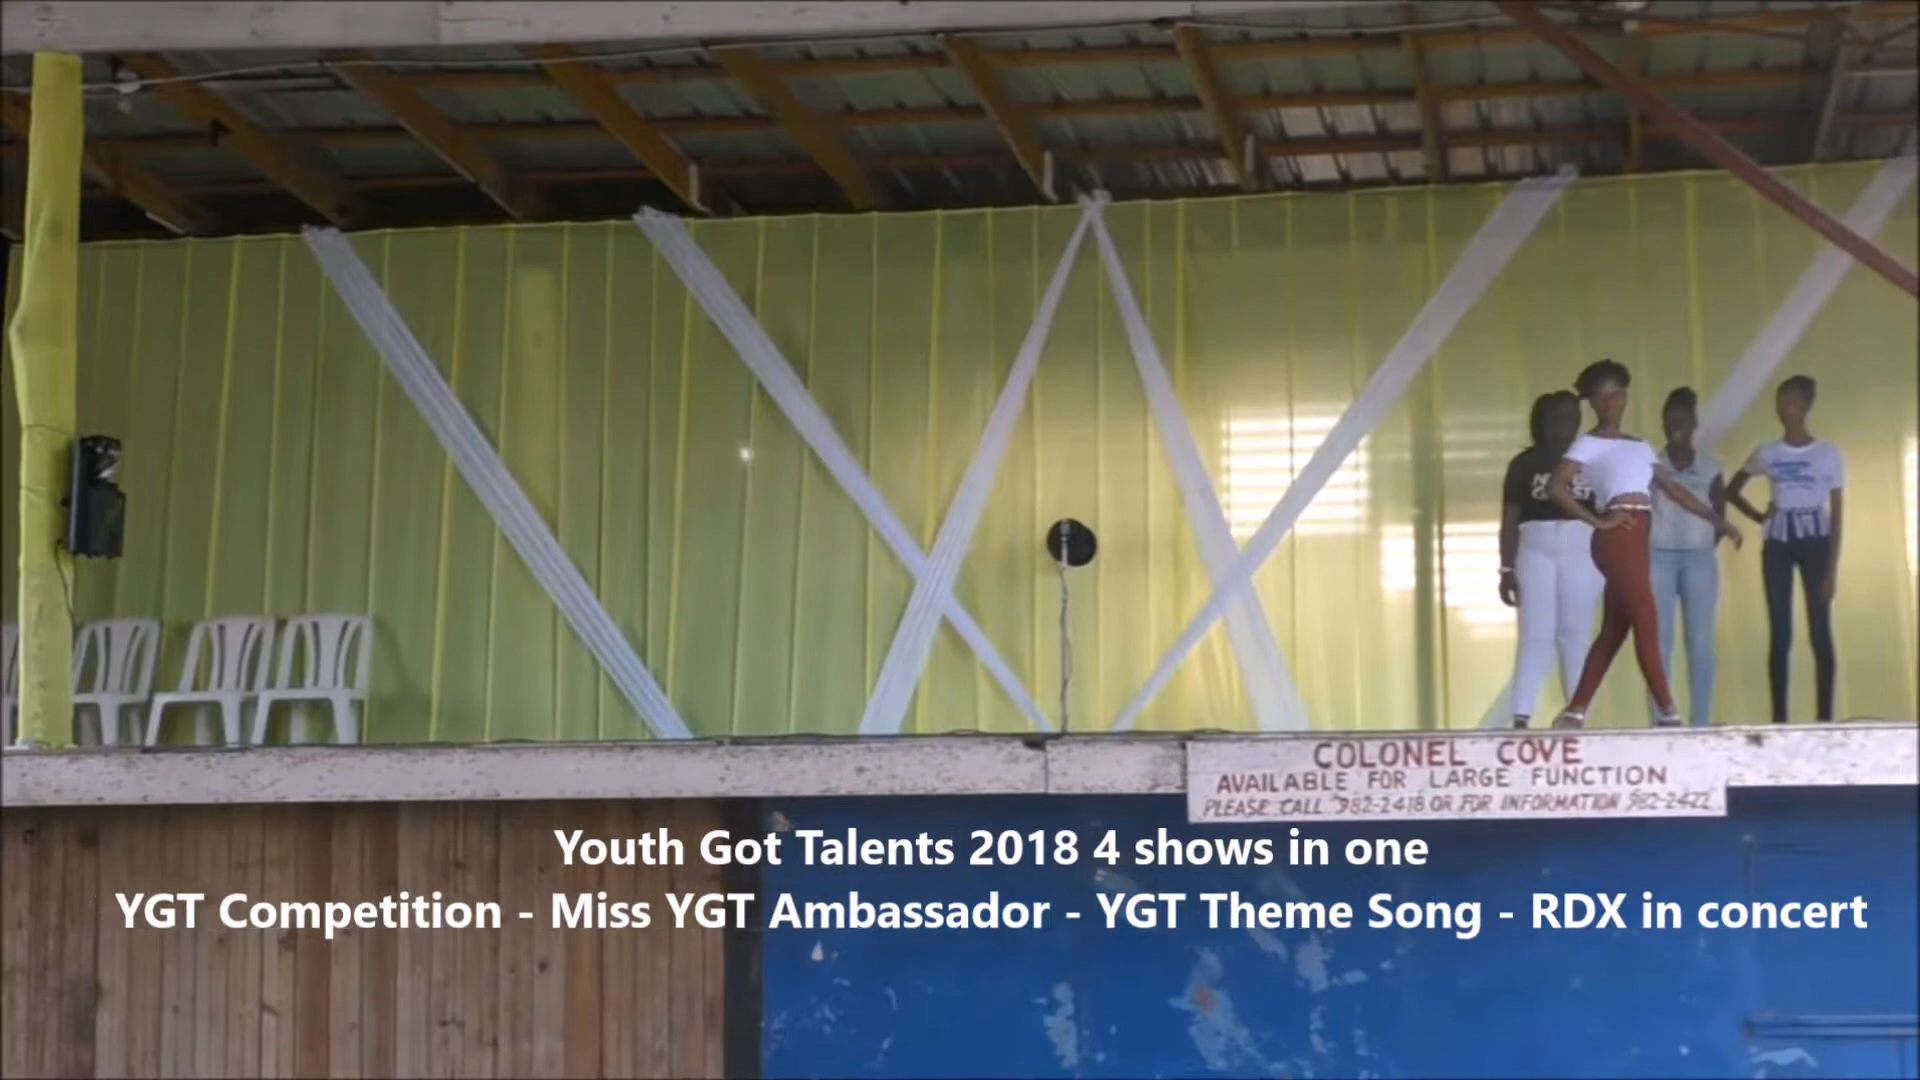 COLONEL COVE
AVAILABLE FOR LARGE FUNCTION
PLEASE CALL 982-2418 OR FOR INFORMATION 982-2422
Youth Got Talents 2018 4 shows in one
YGT Competition - Miss YGT Ambassador - YGT Theme Song - RDX in concert